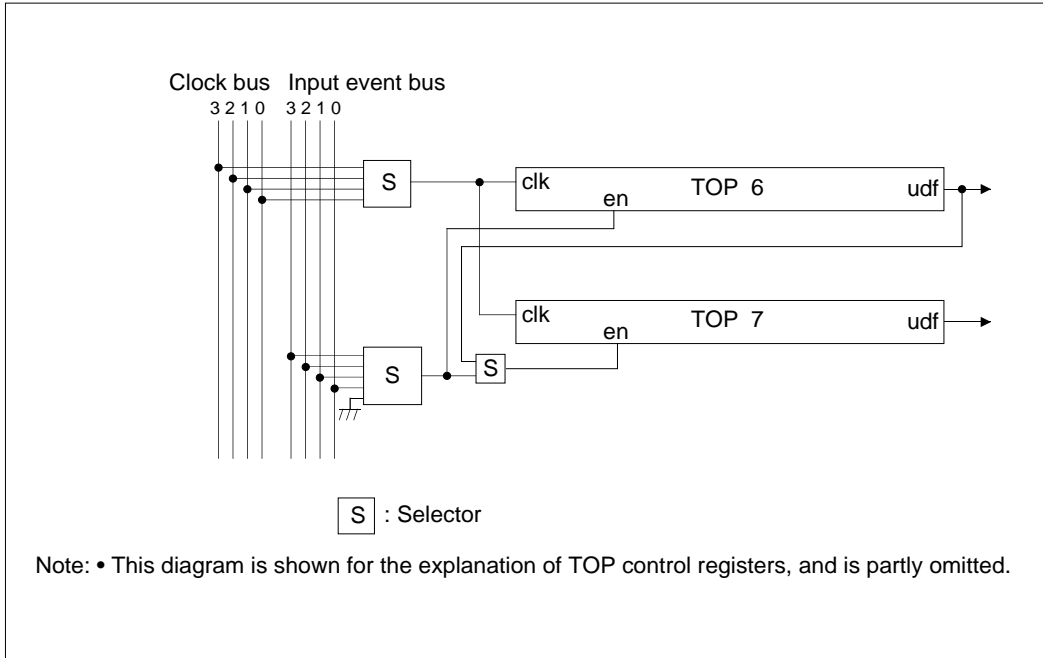 Clock bus Input event bus
3 2 1 0 3 2 1 0
S
clk
en
TOP 6
udf
clk
en
TOP 7
udf
S
S
S : Selector
Note: • This diagram is shown for the explanation of TOP control registers, and is partly omitted.